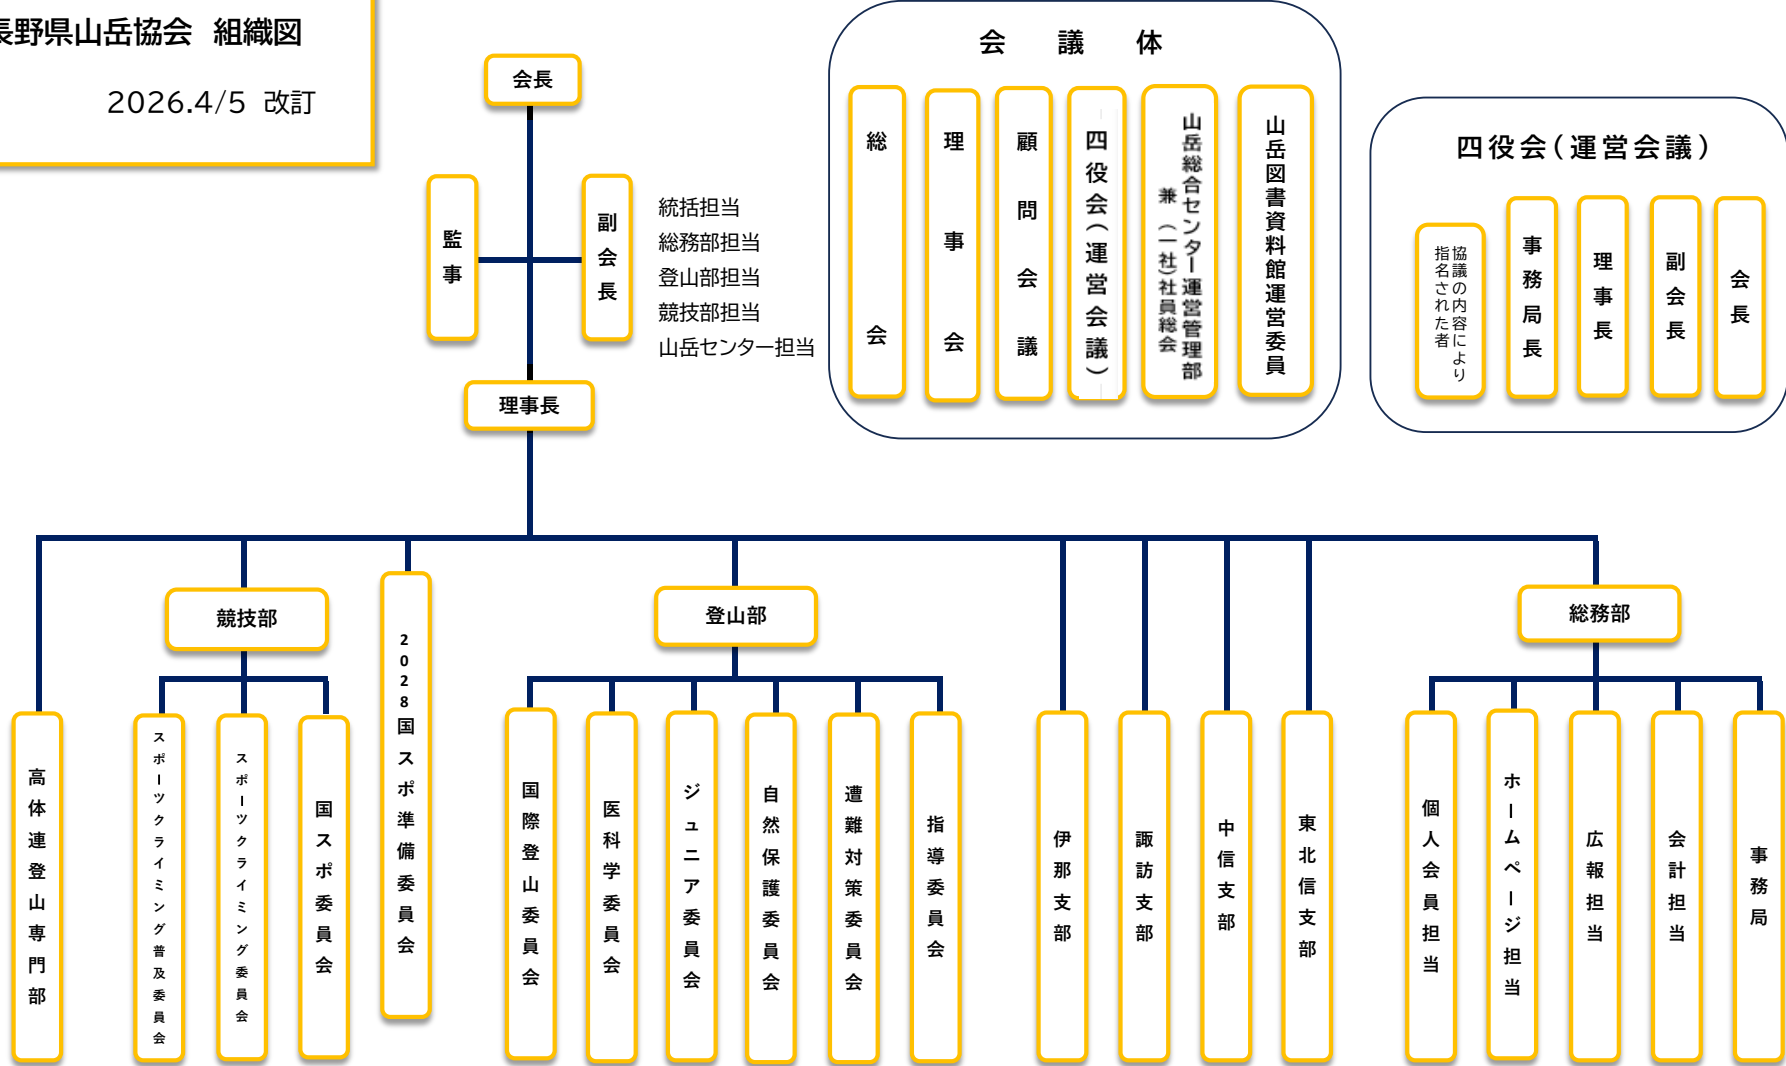 長野県山岳協会 組織図
2026.4/5 改訂
会長
監事
副会長
統括担当
総務部担当
登山部担当
競技部担当
山岳センター担当
理事長
会 議 体
総会
理事会
顧問会議
四役会(運営会議)
山岳総合センター運営管理部
兼 (一社)社員総会
山岳図書資料館運営委員
四役会(運営会議)
協議の内容により
指名された者
事務局長
理事長
副会長
会長
高体連登山専門部
競技部
スポーツクライミング普及委員会
スポーツクライミング委員会
国スポ委員会
2028国スポ準備委員会
登山部
国際登山委員会
医科学委員会
ジュニア委員会
自然保護委員会
遭難対策委員会
指導委員会
伊那支部
諏訪支部
中信支部
東北信支部
総務部
個人会員担当
ホームページ担当
広報担当
会計担当
事務局